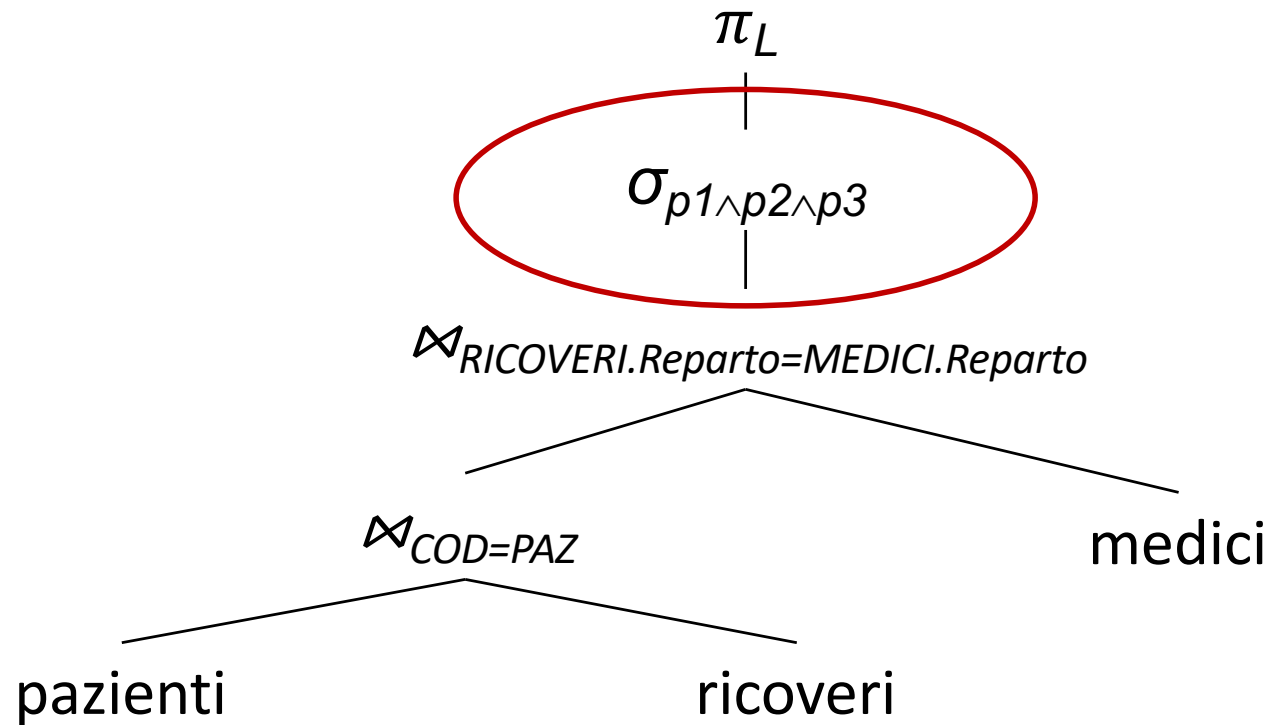 π_L
σ_p1∧p2∧p3
⋈_RICOVERI.Reparto=MEDICI.Reparto
⋈_COD=PAZ
medici
pazienti ricoveri